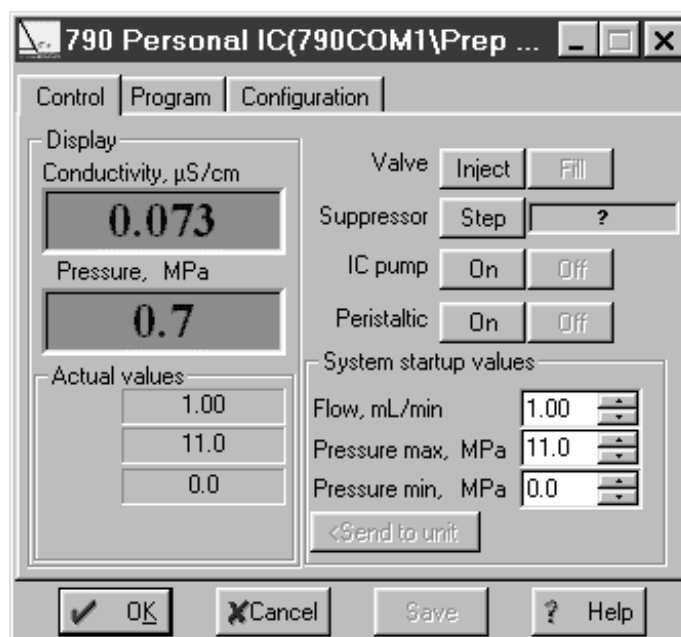 790 Personal IC(790COM1\Prep ...
Control Program Configuration
Display
Conductivity, µS/cm
0.073
Pressure, MPa
0.7
Actual values
1.00
11.0
0.0
Valve Inject Fill
Suppressor Step ?
IC pump On Off
Peristaltic On Off
System startup values
Flow, mL/min 1.00
Pressure max, MPa 11.0
Pressure min, MPa 0.0
<Send to unit
OK Cancel Save ? Help